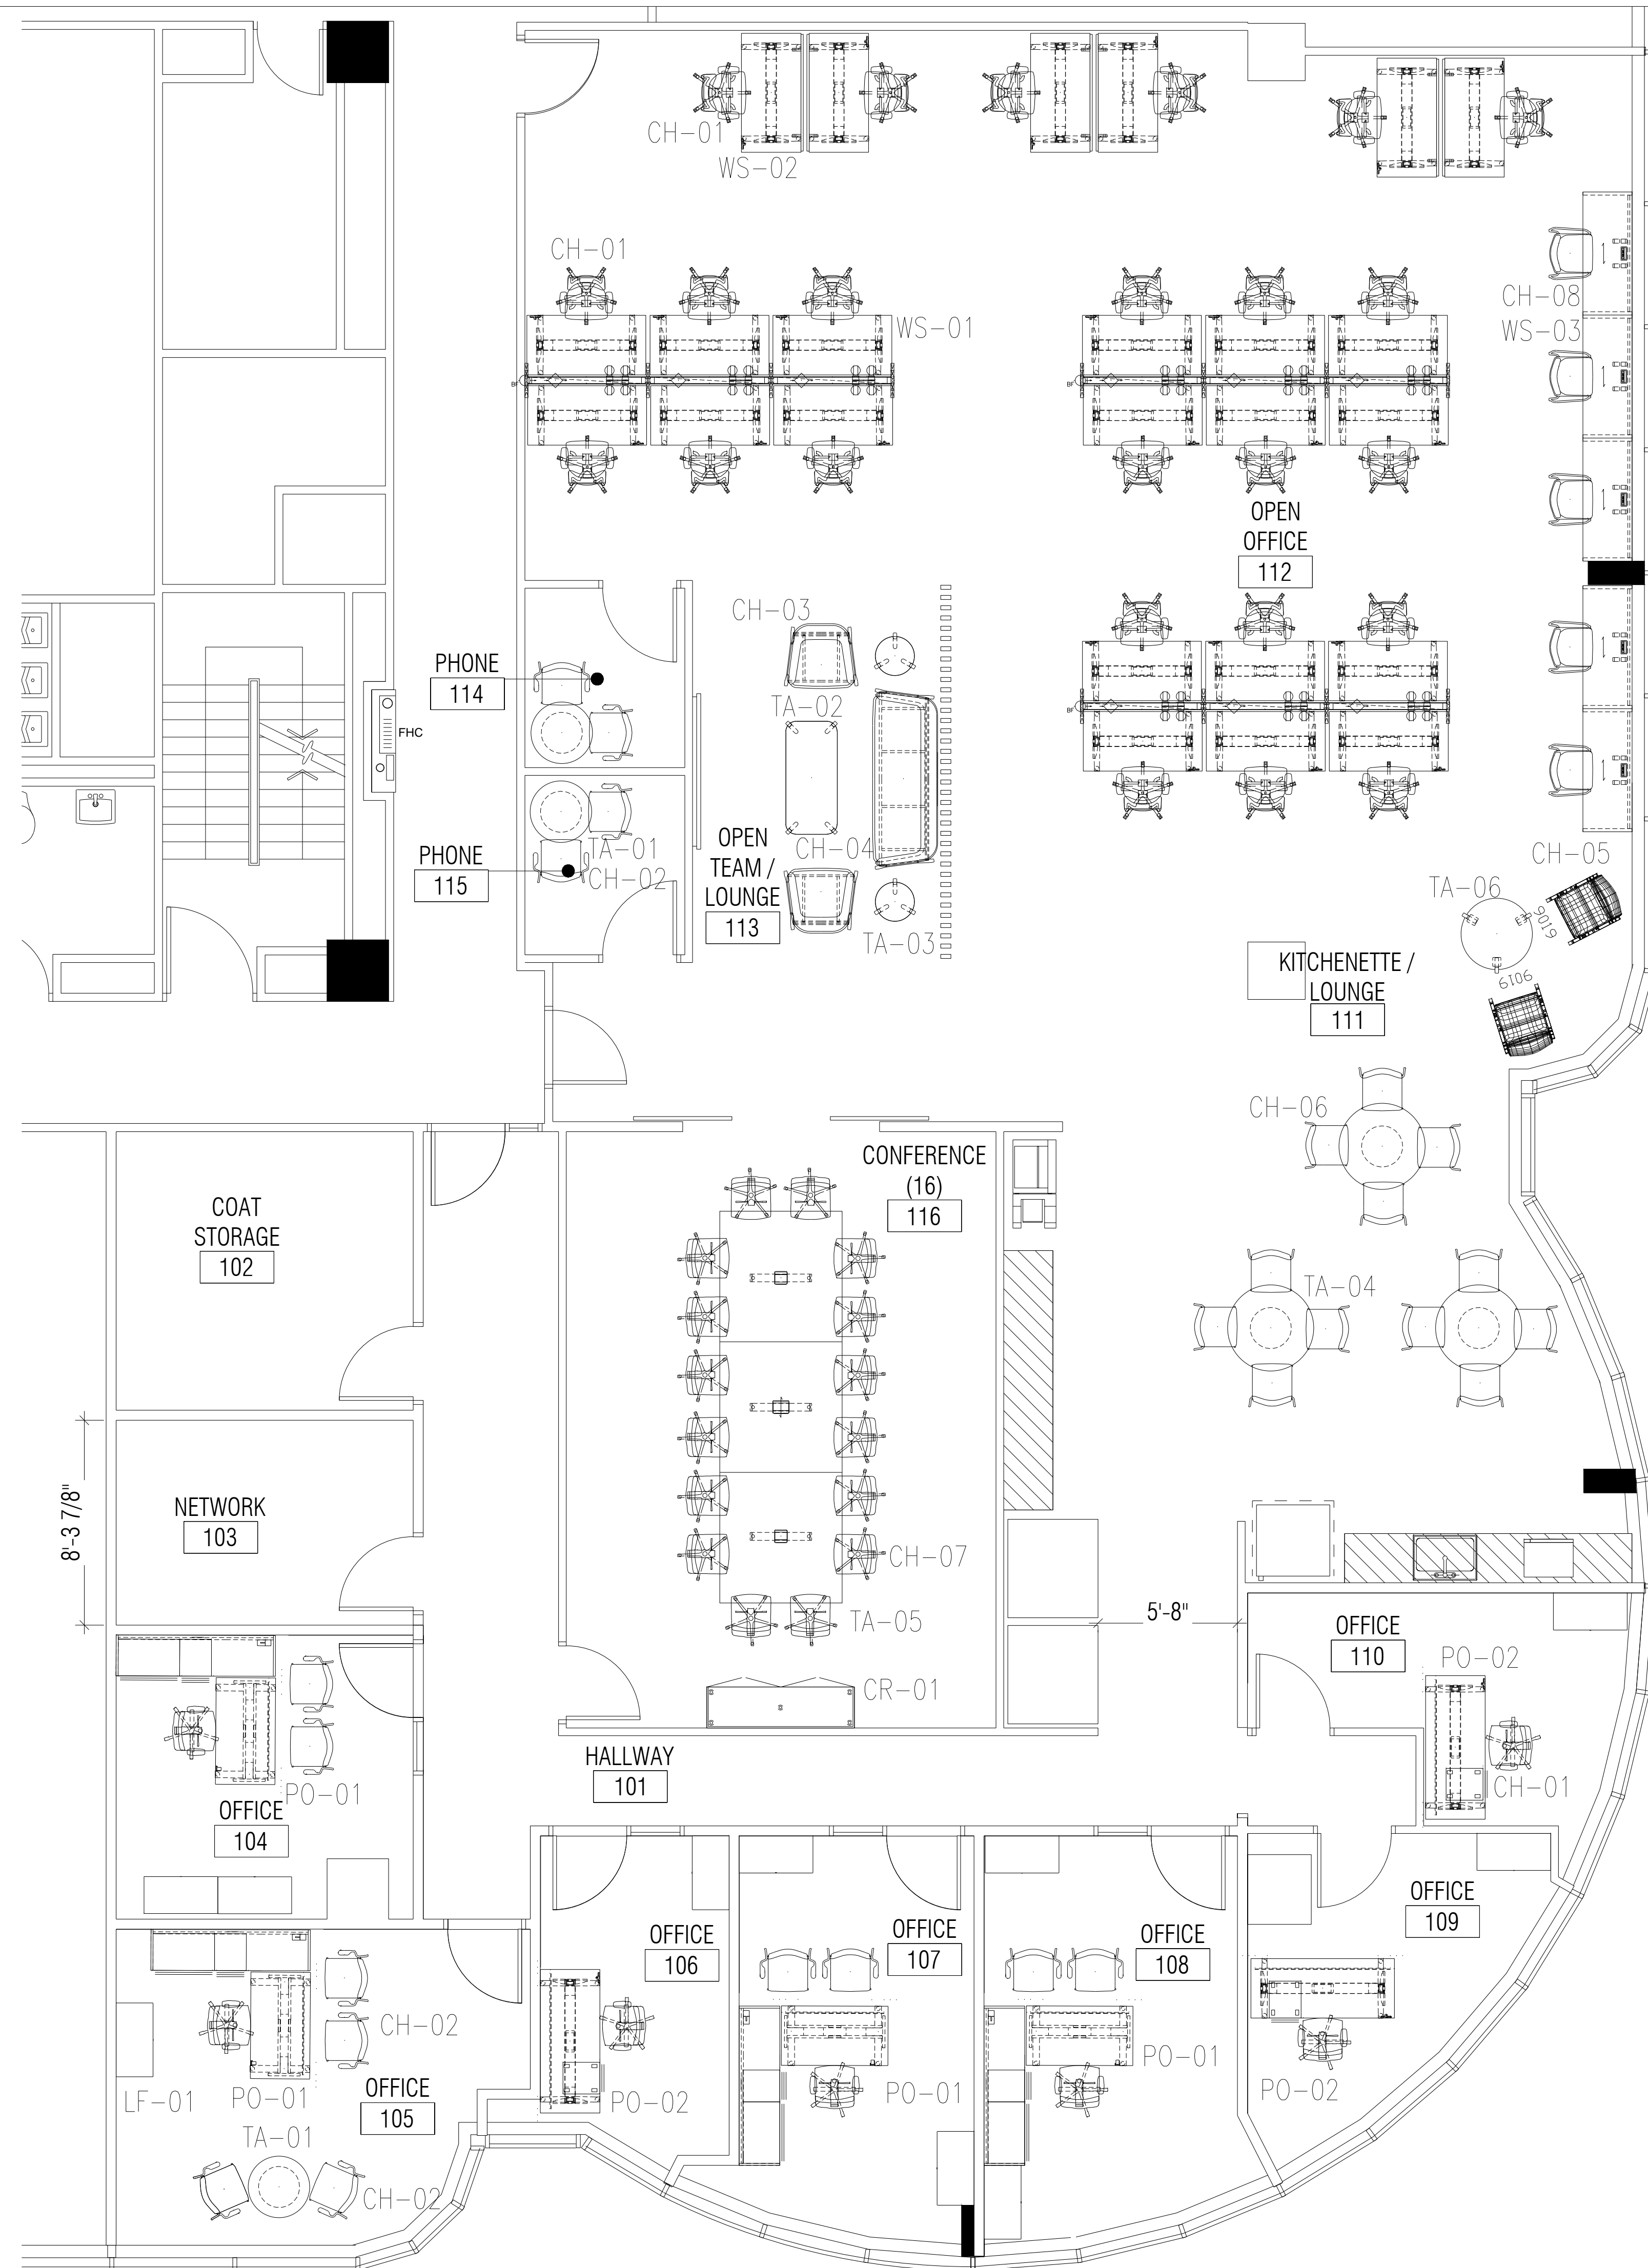 CH-01
WS-02
CH-01
WS-01
CH-08
WS-03
BF
BF
OPEN
OFFICE
112
CH-03
PHONE
114
TA-02
BF
FHC
OPEN
TEAM /
LOUNGE
113
CH-04
TA-01
CH-02
PHONE
115
TA-03
CH-05
TA-06
9019
9019
KITCHENETTE /
LOUNGE
111
CH-06
CONFERENCE
(16)
116
COAT
STORAGE
102
TA-04
8'-3 7/8"
NETWORK
103
CH-07
TA-05
5'-8"
OFFICE
110
PO-02
CR-01
HALLWAY
101
CH-01
PO-01
OFFICE
104
OFFICE
109
OFFICE
106
OFFICE
107
OFFICE
108
CH-02
LF-01
PO-01
OFFICE
105
PO-02
PO-01
PO-01
PO-02
TA-01
CH-02